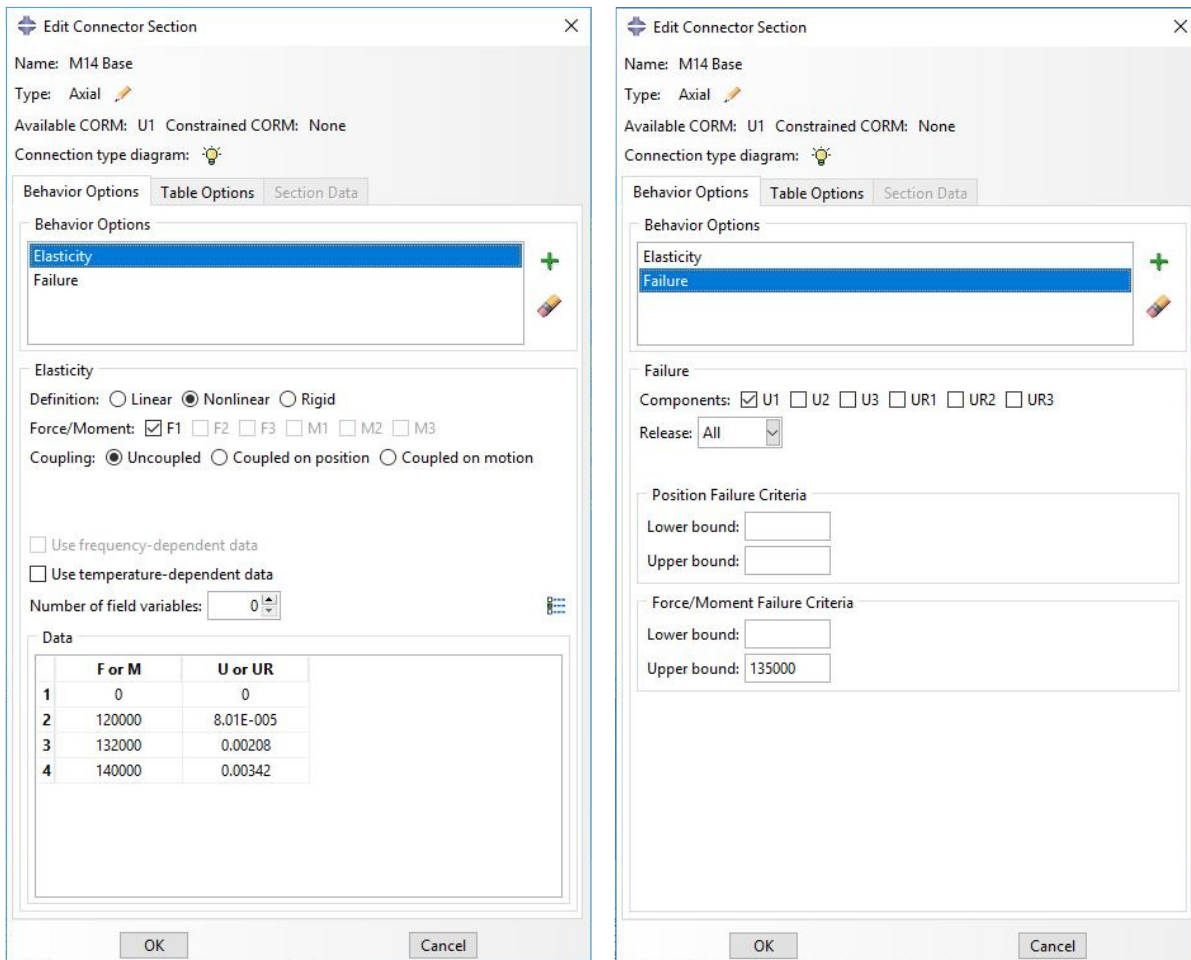 Edit Connector Section
Name: M14 Base
Type: Axial
Available CORM: U1 Constrained CORM: None
Connection type diagram:
Behavior Options Table Options Section Data
Behavior Options
Elasticity
Failure
Elasticity
Definition: Linear Nonlinear Rigid
Force/Moment: F1 F2 F3 M1 M2 M3
Coupling: Uncoupled Coupled on position Coupled on motion
Use frequency-dependent data
Use temperature-dependent data
Number of field variables: 0
Data
F or M U or UR
1 0 0
2 120000 8.01E-005
3 132000 0.00208
4 140000 0.00342
OK Cancel
Edit Connector Section
Name: M14 Base
Type: Axial
Available CORM: U1 Constrained CORM: None
Connection type diagram:
Behavior Options Table Options Section Data
Behavior Options
Elasticity
Failure
Failure
Components: U1 U2 U3 UR1 UR2 UR3
Release: All
Position Failure Criteria
Lower bound:
Upper bound:
Force/Moment Failure Criteria
Lower bound:
Upper bound: 135000
OK Cancel